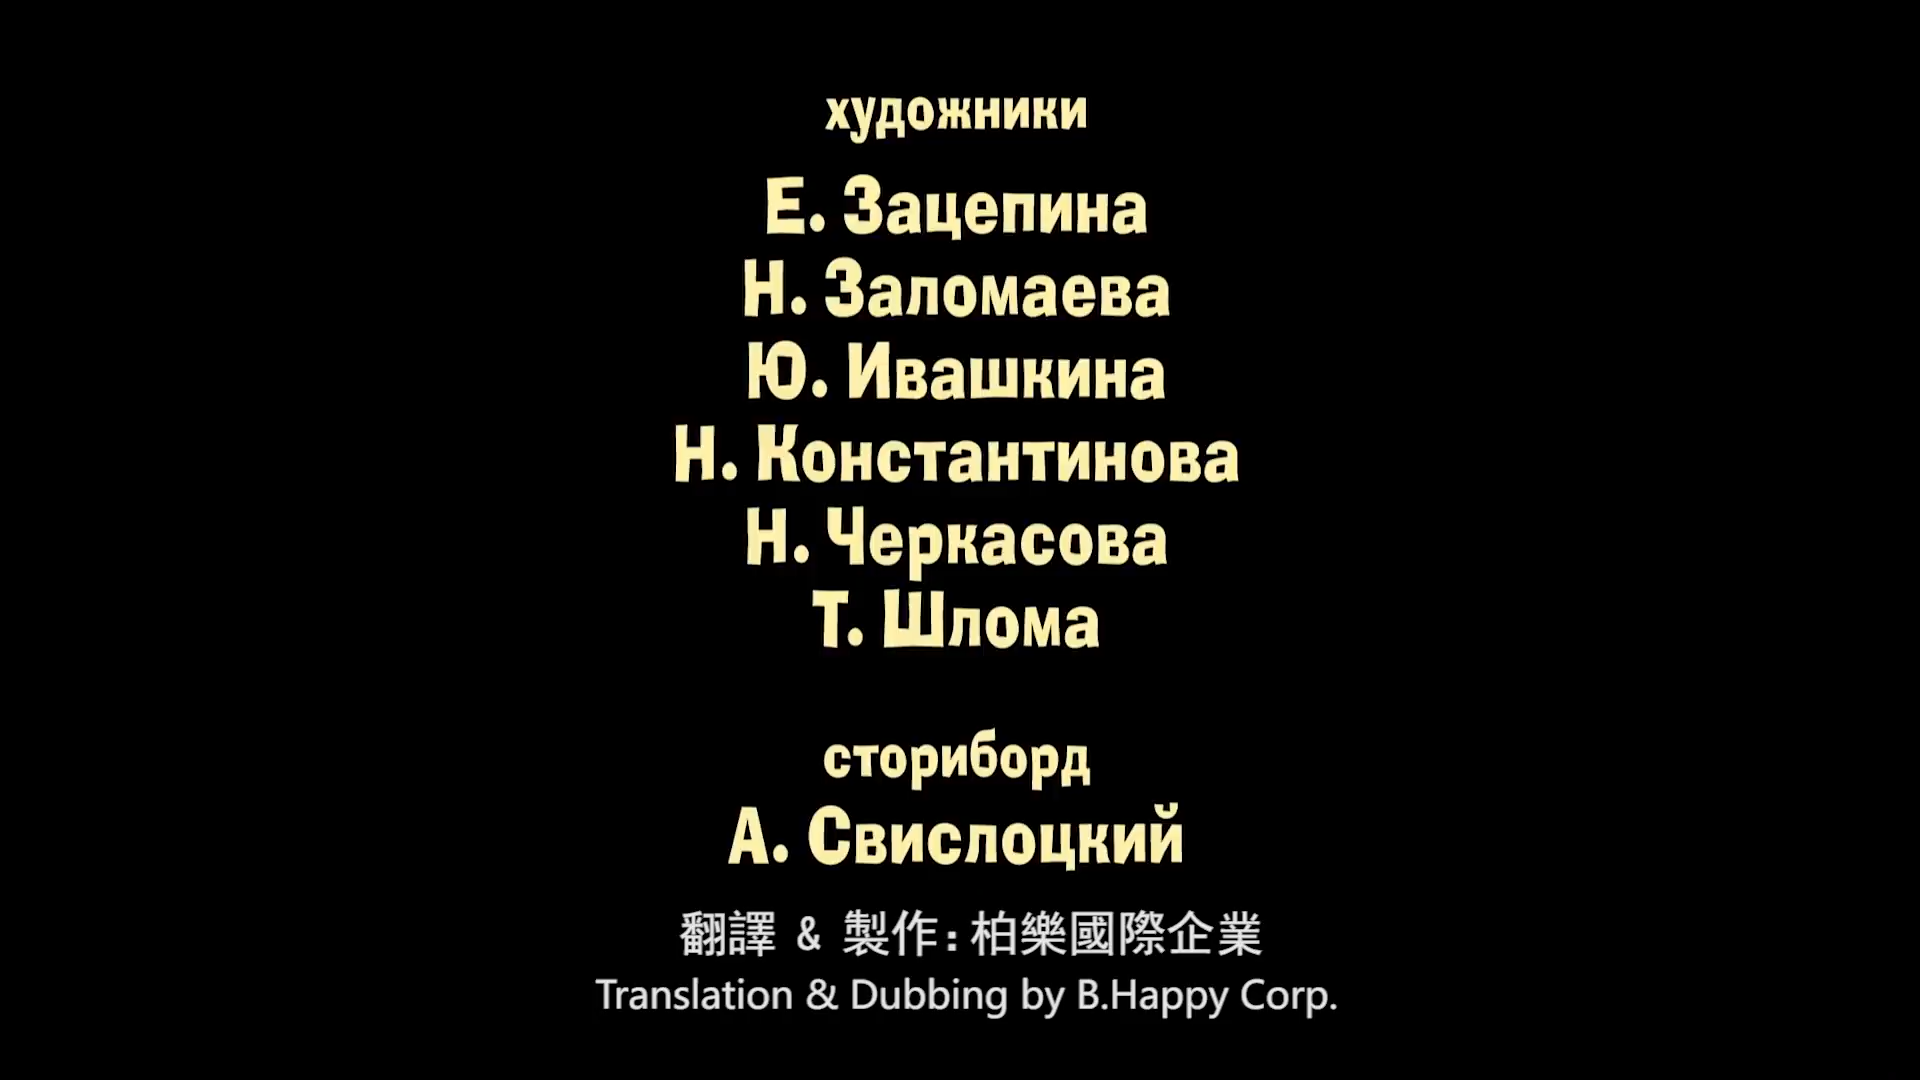 художники
Е. Зацепина
Н. Заломаева
Ю. Ивашкина
Н. Константинова
Н. Черкасова
Т. Шлома
сториборд
А. Свислоцкий
翻譯 & 製作: 柏樂國際企業
Translation & Dubbing by B.Happy Corp.